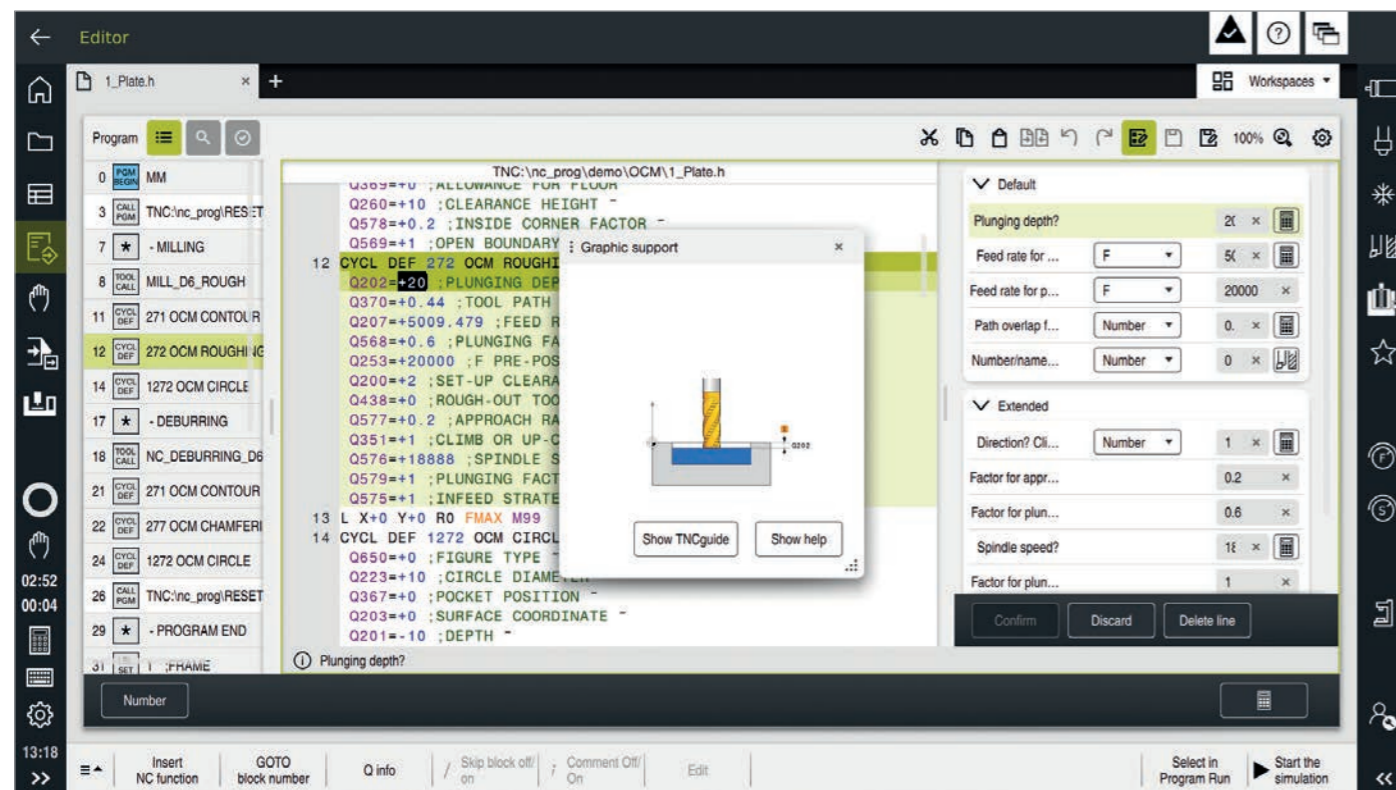 Editor
1_Plate.h
Workspaces
Program
100%
0 PGM BEGIN MM
3 CALL PGM TNC:\nc_prog\RESET
7 * - MILLING
8 TOOL CALL MILL_D6_ROUGH
11 CYCL DEF 271 OCM CONTOUR
12 CYCL DEF 272 OCM ROUGHING
14 CYCL DEF 1272 OCM CIRCLE
17 * - DEBURRING
18 TOOL CALL NC_DEBURRING_D6
21 CYCL DEF 271 OCM CONTOUR
22 CYCL DEF 277 OCM CHAMFERI
24 CYCL DEF 1272 OCM CIRCLE
26 CALL PGM TNC:\nc_prog\RESET
29 * - PROGRAM END
31 SET 1 ;FRAME
TNC:\nc_prog\demo\OCM\1_Plate.h
Q369=+0 ;ALLOWANCE FOR FLOOR
Q260=+10 ;CLEARANCE HEIGHT ~
Q578=+0.2 ;INSIDE CORNER FACTOR ~
Q569=+1 ;OPEN BOUNDARY
12 CYCL DEF 272 OCM ROUGHI
Q202=+20 ;PLUNGING DEP
Q370=+0.44 ;TOOL PATH
Q207=+5009.479 ;FEED R
Q568=+0.6 ;PLUNGING FA
Q253=+20000 ;F PRE-POS
Q200=+2 ;SET-UP CLEARA
Q438=+0 ;ROUGH-OUT TOO
Q577=+0.2 ;APPROACH RA
Q351=+1 ;CLIMB OR UP-C
Q576=+18888 ;SPINDLE S
Q579=+1 ;PLUNGING FACT
Q575=+1 ;INFEED STRATE
13 L X+0 Y+0 R0 FMAX M99
14 CYCL DEF 1272 OCM CIRCL
Q650=+0 ;FIGURE TYPE ~
Q223=+10 ;CIRCLE DIAMETER ~
Q367=+0 ;POCKET POSITION ~
Q203=+0 ;SURFACE COORDINATE ~
Q201=-10 ;DEPTH ~
Graphic support
Q202
Show TNCguide
Show help
Default
Plunging depth? 20
Feed rate for ... F 50
Feed rate for p... F 20000
Path overlap f... Number 0.
Number/name... Number 0
Extended
Direction? Cli... Number 1
Factor for appr... 0.2
Factor for plun... 0.6
Spindle speed? 18
Factor for plun... 1
Confirm
Discard
Delete line
Plunging depth?
Number
02:52
00:04
13:18
Insert NC function
GOTO block number
Q info
/ Skip block off/ on
; Comment Off/ On
Edit
Select in Program Run
Start the simulation